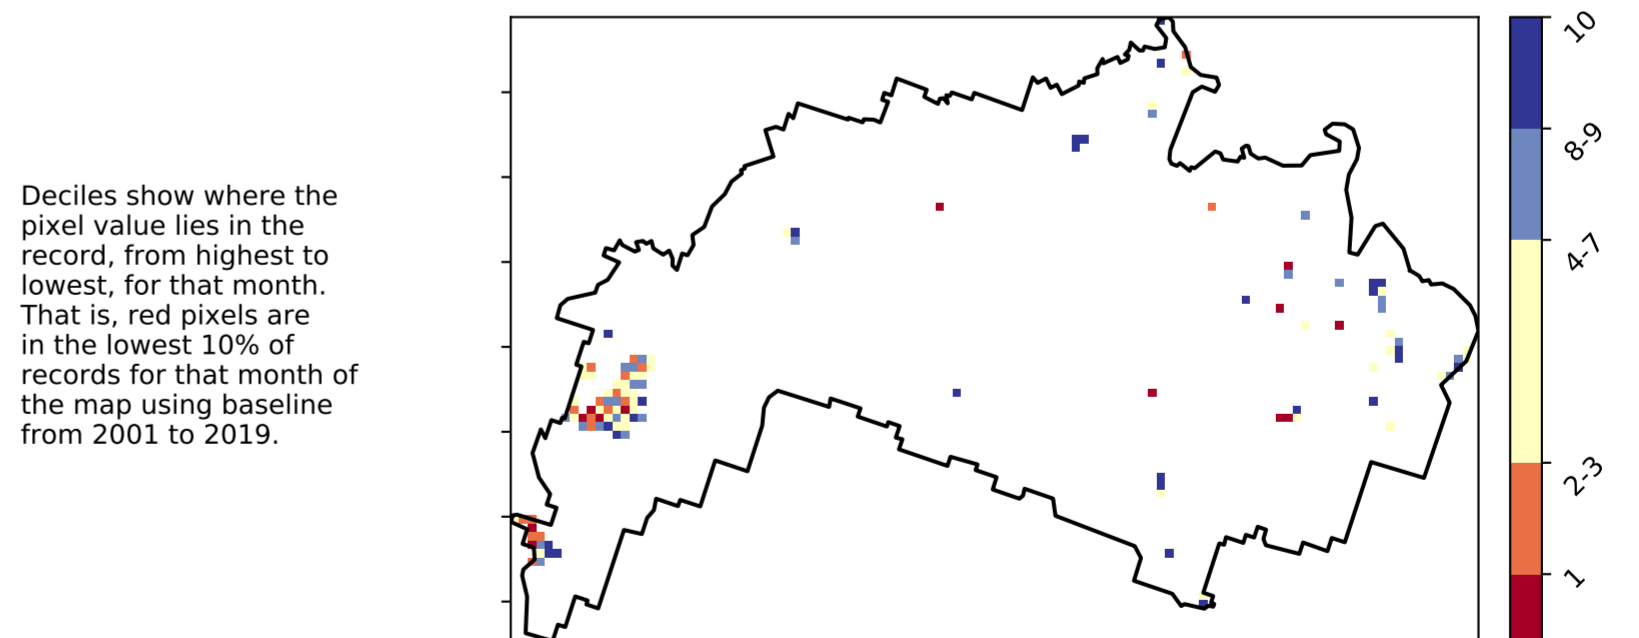 Deciles show where the
pixel value lies in the
record, from highest to
lowest, for that month.
That is, red pixels are
in the lowest 10% of
records for that month of
the map using baseline
from 2001 to 2019.
10
8-9
4-7
2-3
1